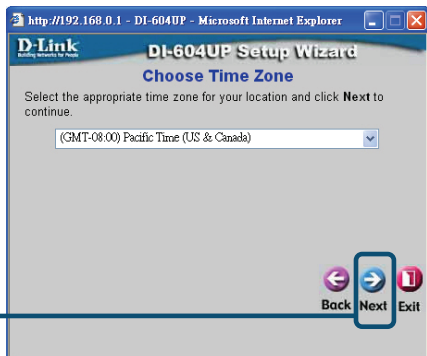 http://192.168.0.1 - DI-604UP - Microsoft Internet Explorer
D-Link
Building Networks for People
DI-604UP Setup Wizard
Choose Time Zone
Select the appropriate time zone for your location and click Next to
continue.
(GMT-08:00) Pacific Time (US & Canada)
Back Next Exit